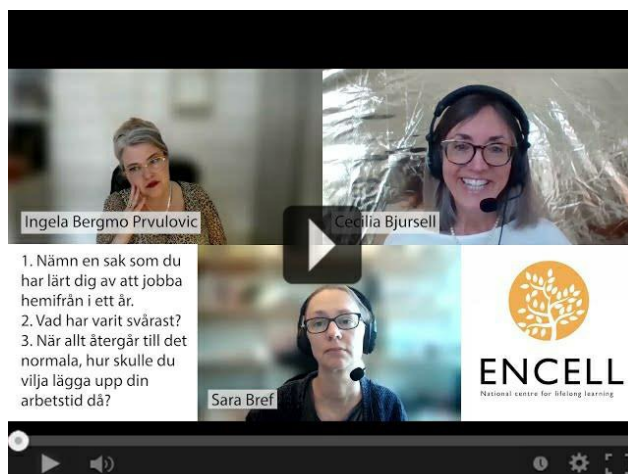 Ingela Bergmo Prvulovic
Cecilia Bjursell
1. Nämn en sak som du
har lärt dig av att jobba
hemifrån i ett år.
2. Vad har varit svårast?
3. När allt återgår till det
normala, hur skulle du
vilja lägga upp din
arbetstid då?
Sara Bref
ENCELL
National centre for lifelong learning